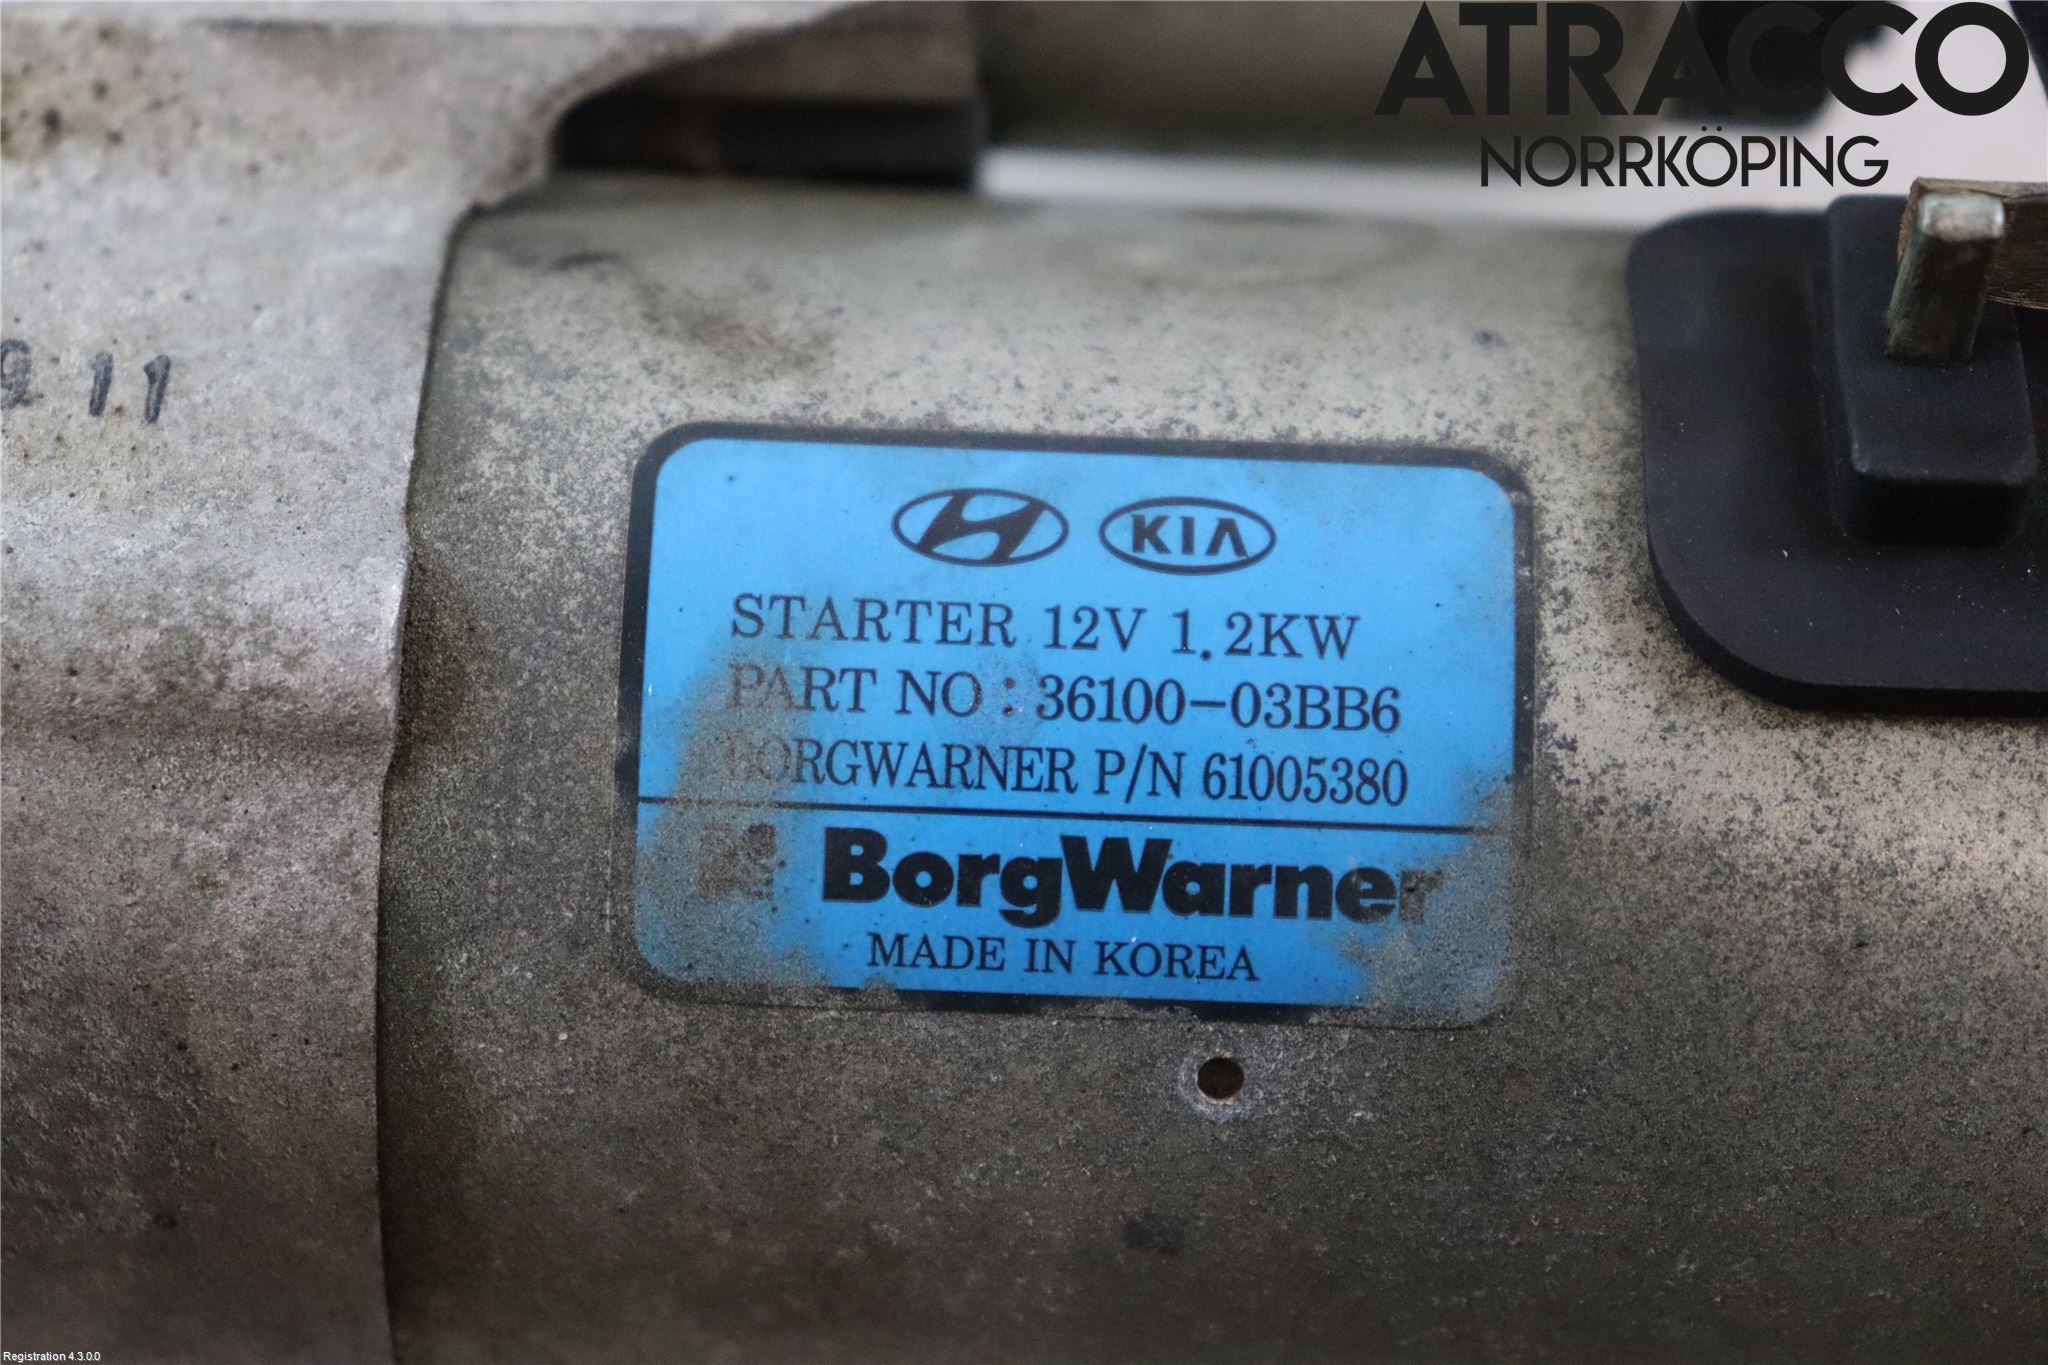 ATRACCO
NORRKÖPING
9 11
KIA
STARTER 12V 1.2KW
PART NO : 36100-03BB6
BORGWARNER P/N 61005380
BorgWarner
MADE IN KOREA
Registration 4.3.0.0